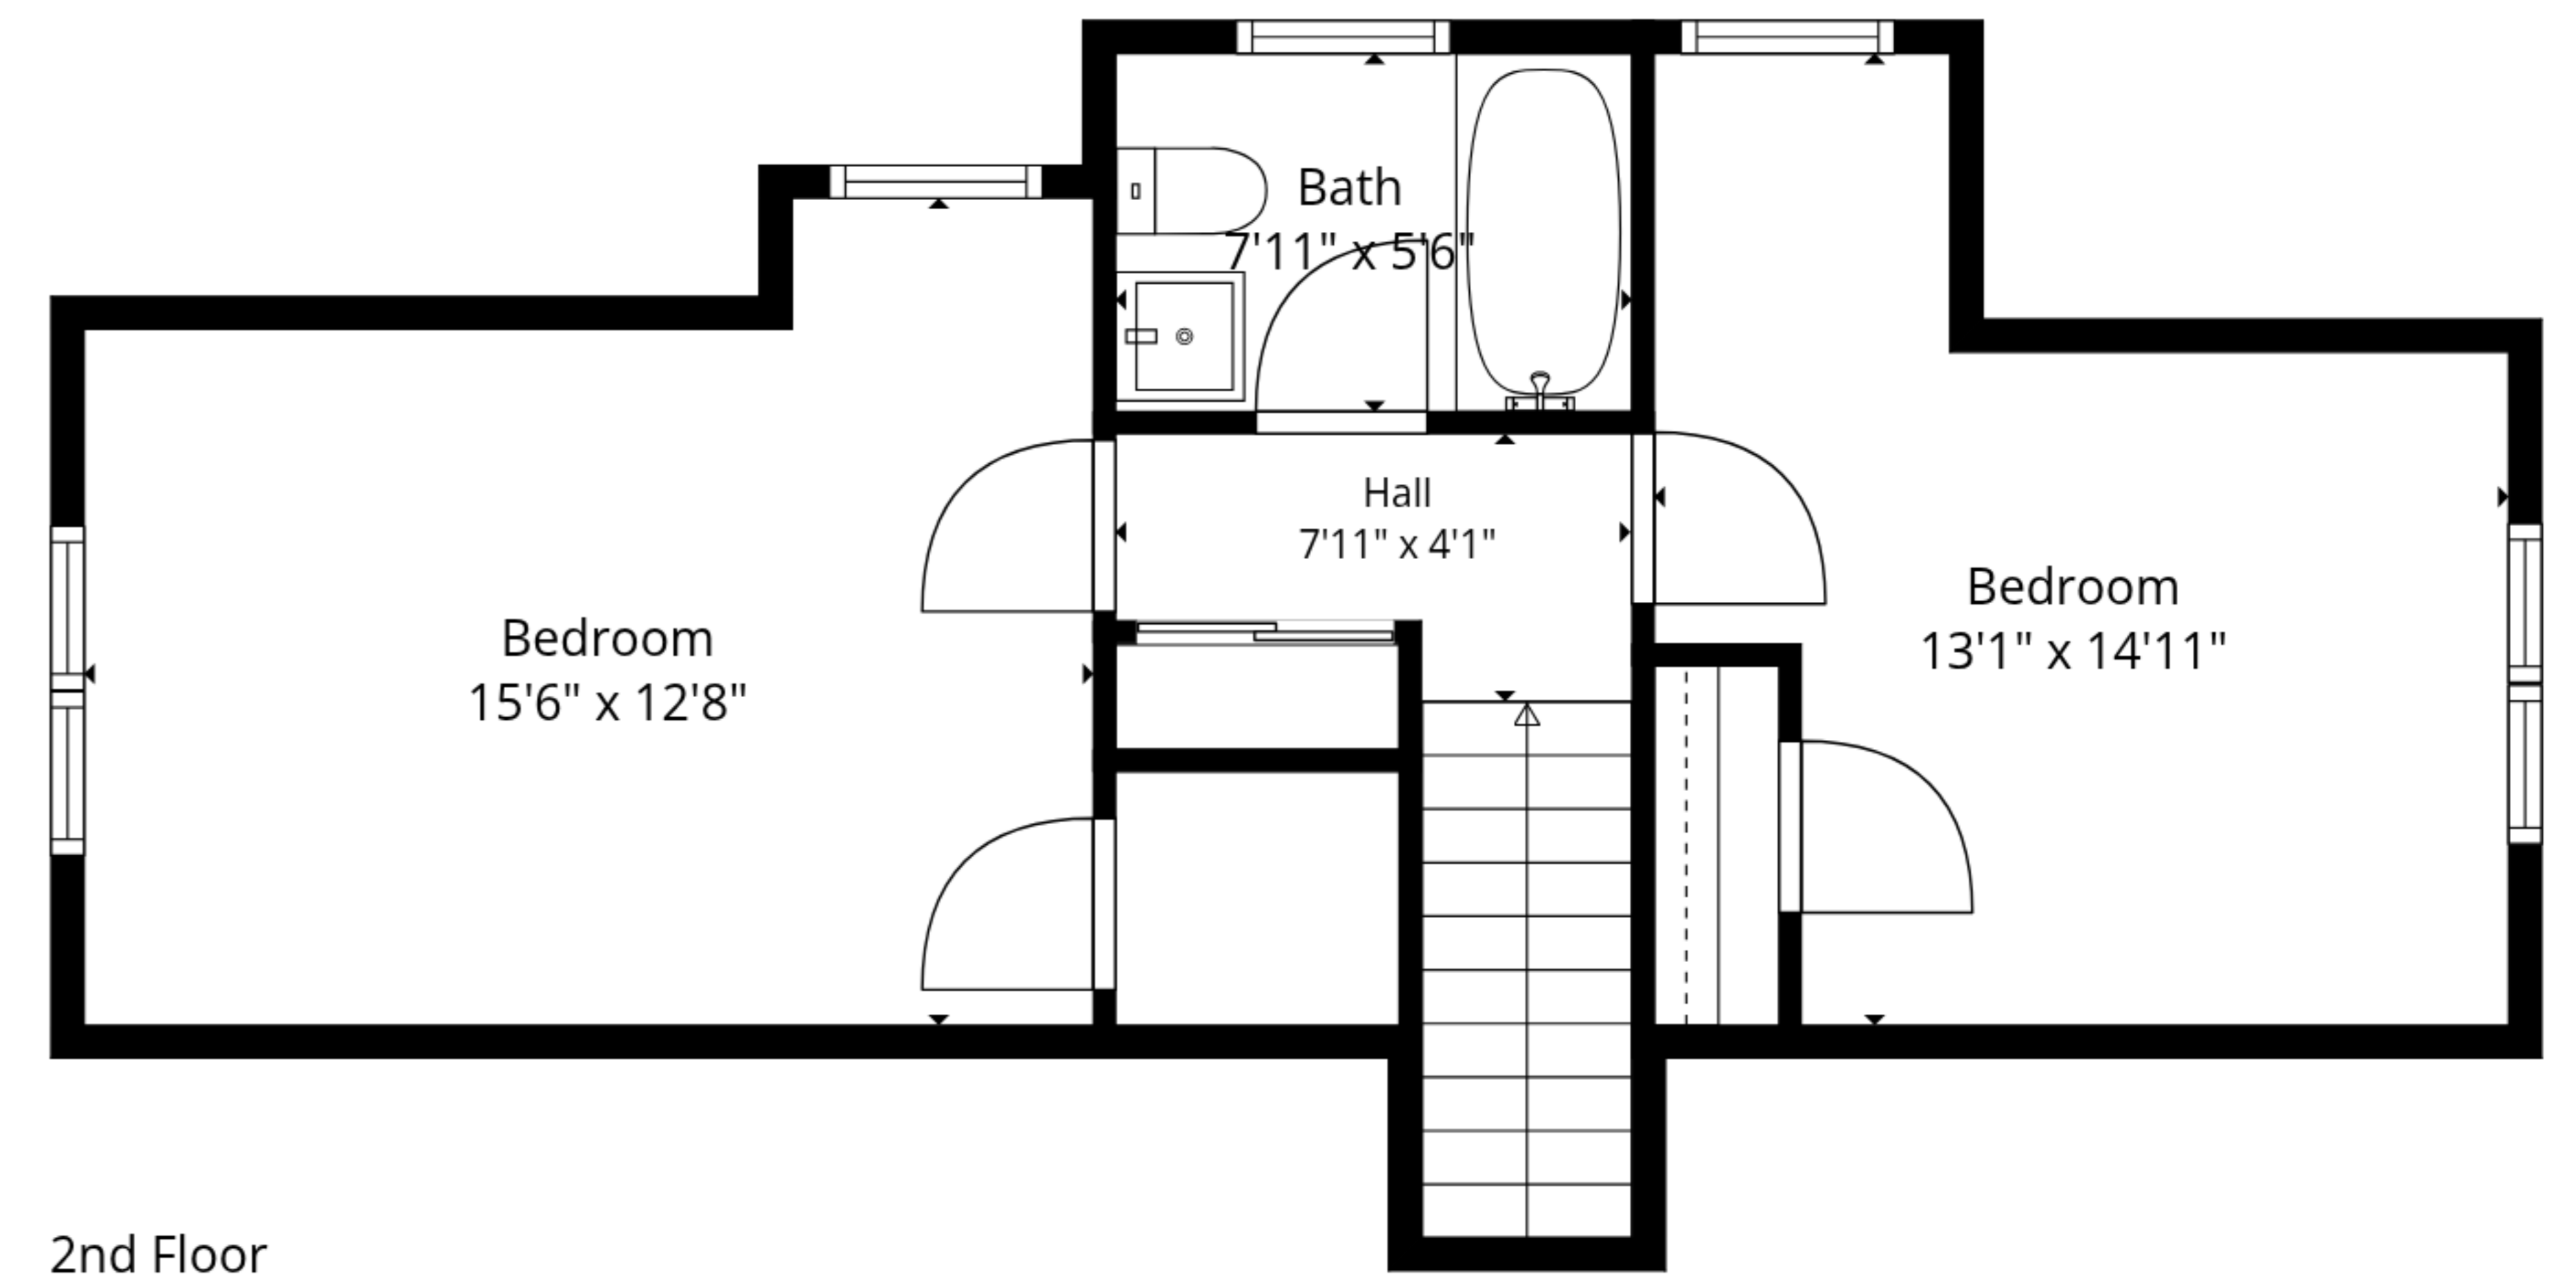 Bath
7'11" x 5'6"
Hall
7'11" x 4'1"
Bedroom
15'6" x 12'8"
Bedroom
13'1" x 14'11"
2nd Floor